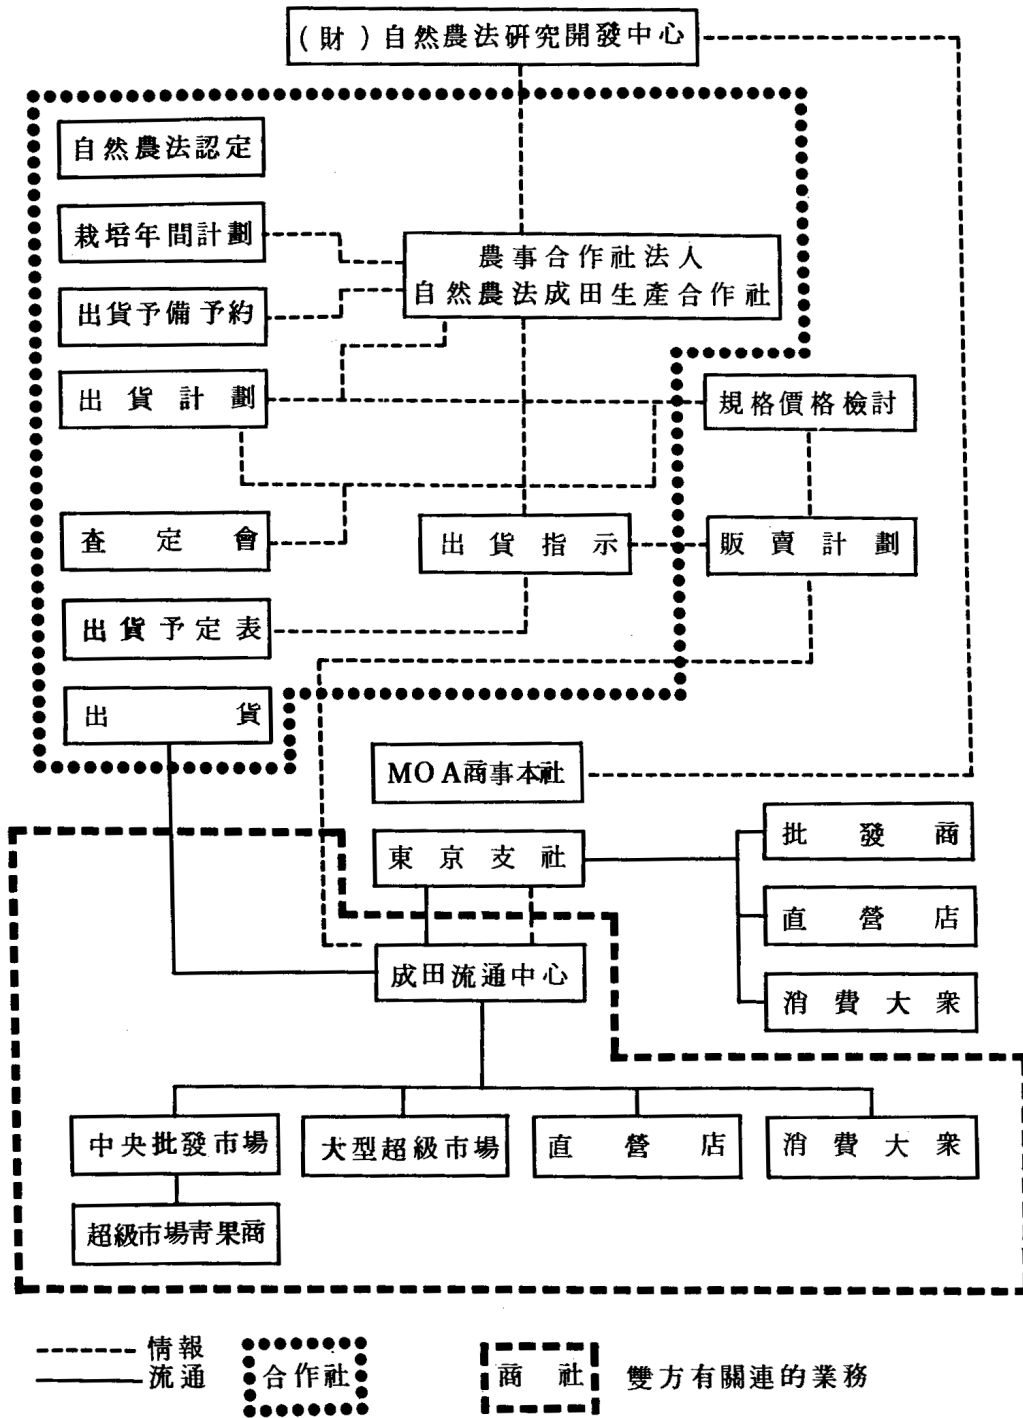 (財)自然農法研究開發中心
自然農法認定
栽培年間計劃
農事合作社法人
自然農法成田生產合作社
出貨予備予約
出貨計劃
規格價格檢討
查定會
出貨指示
販賣計劃
出貨予定表
出貨
MOA商事本社
東京支社
批發商
直營店
成田流通中心
消費大衆
中央批發市場
大型超級市場
直營店
消費大衆
超級市場青果商
情報
流通
合作社
商社
雙方有關連的業務